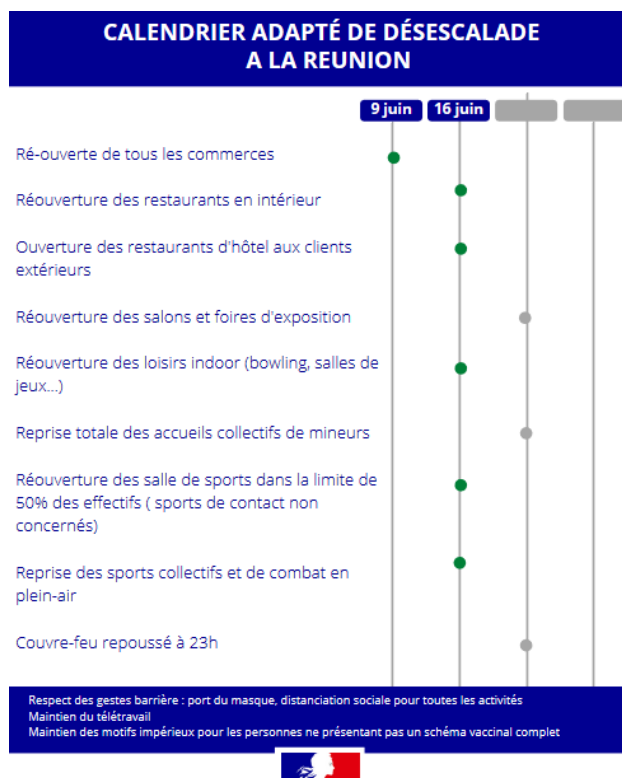 CALENDRIER ADAPTÉ DE DÉSESCALADE
A LA REUNION
9 juin
16 juin
Ré-ouverte de tous les commerces
Réouverture des restaurants en intérieur
Ouverture des restaurants d'hôtel aux clients
extérieurs
Réouverture des salons et foires d'exposition
Réouverture des loisirs indoor (bowling, salles de
jeux...)
Reprise totale des accueils collectifs de mineurs
Réouverture des salle de sports dans la limite de
50% des effectifs ( sports de contact non
concernés)
Reprise des sports collectifs et de combat en
plein-air
Couvre-feu repoussé à 23h
Respect des gestes barrière : port du masque, distanciation sociale pour toutes les activités
Maintien du télétravail
Maintien des motifs impérieux pour les personnes ne présentant pas un schéma vaccinal complet